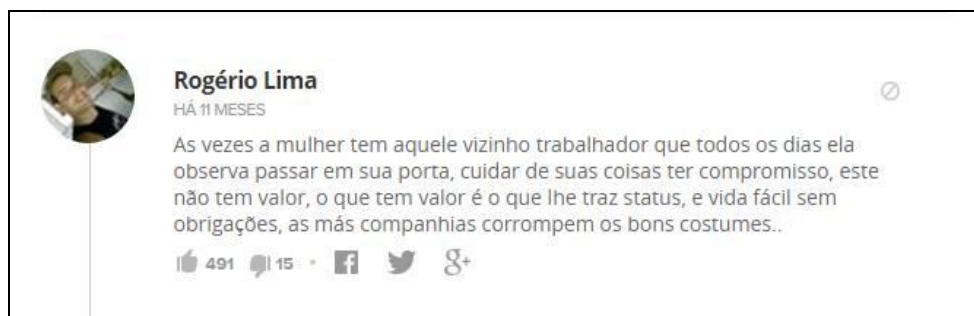 Rogério Lima
HÁ 11 MESES
As vezes a mulher tem aquele vizinho trabalhador que todos os dias ela
observa passar em sua porta, cuidar de suas coisas ter compromisso, este
não tem valor, o que tem valor é o que lhe traz status, e vida fácil sem
obrigações, as más companhias corrompem os bons costumes..
491 15